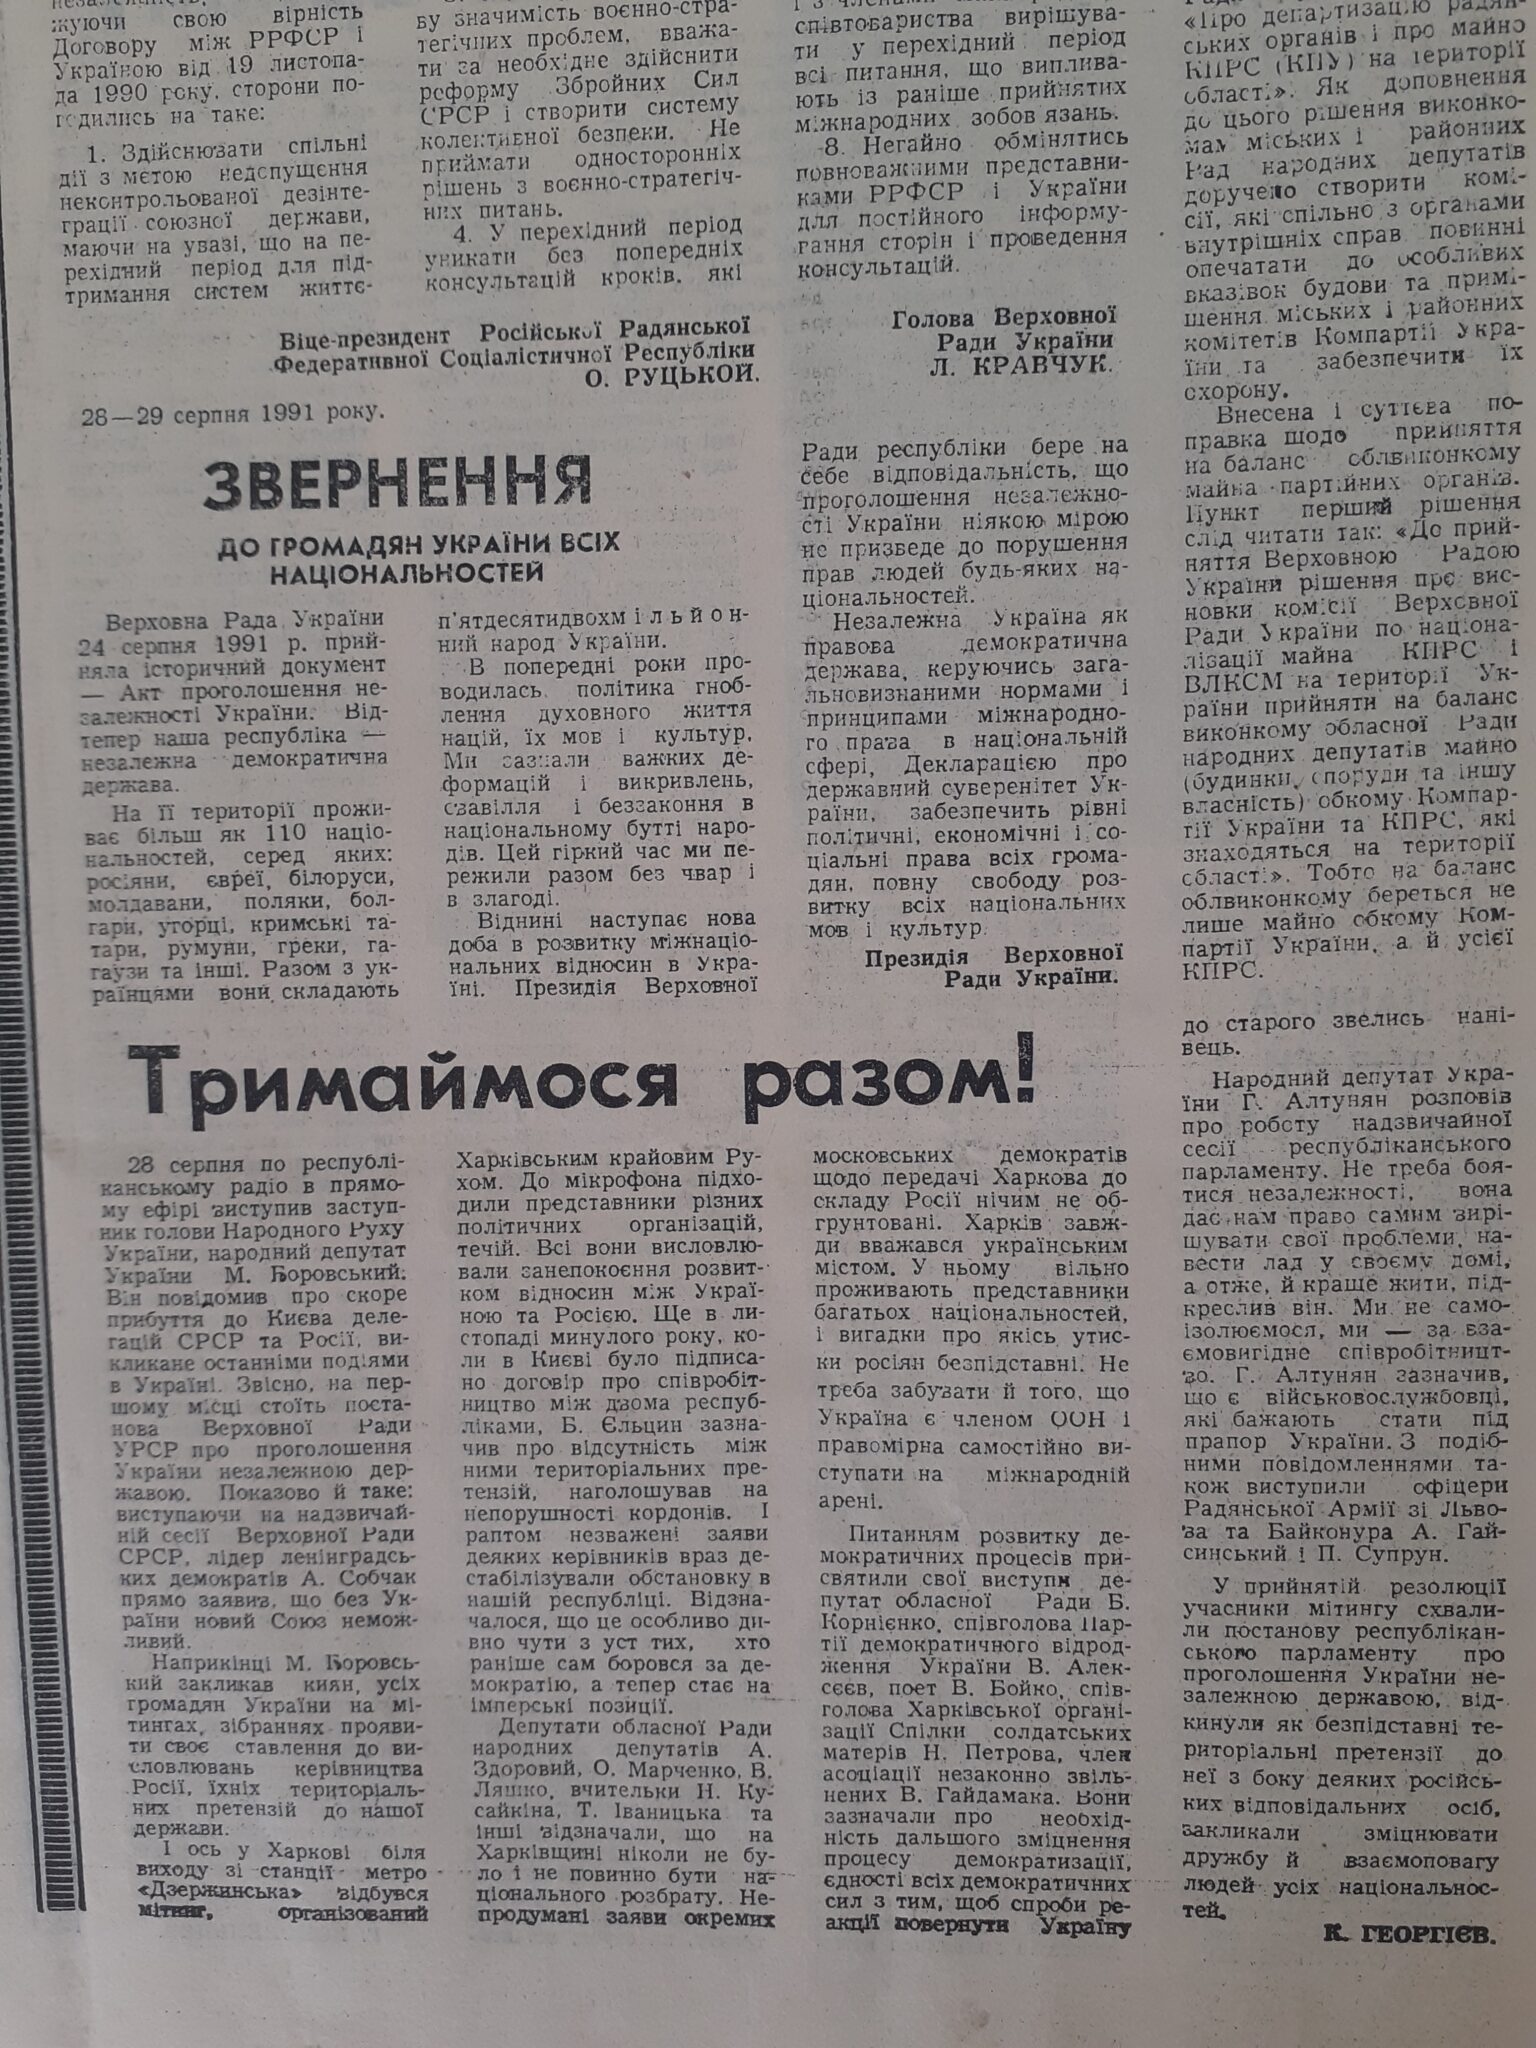 жуючи свою вірність
Договору між РРФСР і
Україною від 19 листопа-
да 1990 року, сторони по-
годились на таке:
1. Здійснювати спільні
дії з метою недопущення
неконтрольованої дезінте-
грації союзної держави,
маючи на увазі, що на пе-
рехідний період для під-
тримання систем життє-
ву значимість воєнно-стра-
тегічних проблем, вважа-
ти за необхідне здійснити
реформу Збройних Сил
СРСР і створити систему
колективної безпеки. Не
приймати односторонніх
рішень з воєнно-стратегіч-
них питань.
4. У перехідний період
уникати без попередніх
консультацій кроків, які
співтовариства вирішува-
ти у перехідний період
всі питання, що виплива-
ють із раніше прийнятих
міжнародних зобов'язань.
8. Негайно обмінятись
повноважними представни-
ками РРФСР і України
для постійного інформу-
вання сторін і проведення
консультацій.
Віце-президент Російської Радянської
Федеративної Соціалістичної Республіки
О. РУЦЬКОЙ.
Голова Верховної
Ради України
Л. КРАВЧУК.
28—29 серпня 1991 року.
ЗВЕРНЕННЯ
ДО ГРОМАДЯН УКРАЇНИ ВСІХ
НАЦІОНАЛЬНОСТЕЙ
Верховна Рада України
24 серпня 1991 р. прий-
няла історичний документ
— Акт проголошення не-
залежності України. Від-
тепер наша республіка —
незалежна демократична
держава.
На її території прожи-
ває більш як 110 націо-
нальностей, серед яких:
росіяни, євреї, білоруси,
молдавани, поляки, бол-
гари, угорці, кримські та-
тари, румуни, греки, га-
гаузи та інші. Разом з ук-
раїнцями вони складають
п'ятдесятидвохмільйон-
ний народ України.
В попередні роки про-
водилась політика гноб-
лення духовного життя
націй, їх мов і культур.
Ми зазнали важких де-
формацій і викривлень,
свавілля і беззаконня в
національному бутті наро-
дів. Цей гіркий час ми пе-
режили разом без чвар і
в злагоді.
Віднині наступає нова
доба в розвитку міжнаціо-
нальних відносин в Укра-
їні. Президія Верховної
Ради республіки бере на
себе відповідальність, що
проголошення незалежно-
сті України ніякою мірою
не призведе до порушення
прав людей будь-яких на-
ціональностей.
Незалежна Україна як
правова демократична
держава, керуючись зага-
льновизнаними нормами і
принципами міжнародно-
го права в національній
сфері, Декларацією про
державний суверенітет Ук-
раїни, забезпечить рівні
політичні, економічні і со-
ціальні права всіх грома-
дян, повну свободу роз-
витку всіх національних
мов і культур.
Президія Верховної
Ради України.
«Про департизацію радян-
ських органів і про майно
КПРС (КПУ) на території
області». Як доповнення
до цього рішення виконко-
мам міських і районних
Рад народних депутатів
доручено створити комі-
сії, які спільно з органами
внутрішніх справ повинні
опечатати до особливих
вказівок будови та примі-
щення міських і районних
комітетів Компартії Укра-
їни та забезпечити їх
охорону.
Внесена і суттєва по-
правка щодо прийняття
на баланс облвиконкому
майна партійних органів.
Пункт перший рішення
слід читати так: «До прий-
няття Верховною Радою
України рішення про вис-
новки комісії Верховної
Ради України по націона-
лізації майна КПРС і
ВЛКСМ на території Ук-
раїни прийняти на баланс
виконкому обласної Ради
народних депутатів майно
(будинки, споруди та іншу
власність) обкому Компар-
тії України та КПРС, які
знаходяться на території
області». Тобто на баланс
облвиконкому береться не
лише майно обкому Ком-
партії України, а й усієї
КПРС.
Тримаймося разом!
28 серпня по республі-
канському радіо в прямо-
му ефірі виступив заступ-
ник голови Народного Руху
України, народний депутат
України М. Боровський.
Він повідомив про скоре
прибуття до Києва деле-
гацій СРСР та Росії, ви-
кликане останніми подіями
в Україні. Звісно, на пер-
шому місці стоїть поста-
нова Верховної Ради
УРСР про проголошення
України незалежною дер-
жавою. Показово й таке:
виступаючи на надзвичай-
ній сесії Верховної Ради
СРСР, лідер ленінградсь-
ких демократів А. Собчак
прямо заявив, що без Ук-
раїни новий Союз немож-
ливий.
Наприкінці М. Боровсь-
кий закликав киян, усіх
громадян України на мі-
тингах, зібраннях прояви-
ти своє ставлення до ви-
словлювань керівництва
Росії, їхніх територіаль-
них претензій до нашої
держави.
І ось у Харкові біля
виходу зі станції метро
«Дзержинська» відбувся
мітинг, організований
Харківським крайовим Ру-
хом. До мікрофона підхо-
дили представники різних
політичних організацій,
течій. Всі вони висловлю-
вали занепокоєння розвит-
ком відносин між Украї-
ною та Росією. Ще в ли-
стопаді минулого року, ко-
ли в Києві було підписа-
но договір про співробіт-
ництво між двома респуб-
ліками, Б. Єльцин зазна-
чив про відсутність між
ними територіальних пре-
тензій, наголошував на
непорушності кордонів. І
раптом незважені заяви
деяких керівників враз де-
стабілізували обстановку в
нашій республіці. Відзна-
чалося, що це особливо ди-
вно чути з уст тих, хто
раніше сам боровся за де-
мократію, а тепер стає на
імперські позиції.
Депутати обласної Ради
народних депутатів А.
Здоровий, О. Марченко, В.
Ляшко, вчительки Н. Ку-
сайкіна, Т. Іваницька та
інші відзначали, що на
Харківщині ніколи не бу-
ло і не повинно бути на-
ціонального розбрату. Не-
продумані заяви окремих
московських демократів
щодо передачі Харкова до
складу Росії нічим не об-
грунтовані. Харків завж-
ди вважався українським
містом. У ньому вільно
проживають представники
багатьох національностей,
і вигадки про якісь утис-
ки росіян безпідставні. Не
треба забувати й того, що
Україна є членом ООН і
правомірна самостійно ви-
ступати на міжнародній
арені.
Питанням розвитку де-
мократичних процесів при-
святили свої виступи де-
путат обласної Ради Б.
Корнієнко, співголова Пар-
тії демократичного відрод-
ження України В. Алек-
сєєв, поет В. Бойко, спів-
голова Харківської органі-
зації Спілки солдатських
матерів Н. Петрова, член
асоціації незаконно звіль-
нених В. Гайдамака. Вони
зазначали про необхід-
ність дальшого зміцнення
процесу демократизації,
єдності всіх демократичних
сил з тим, щоб спроби ре-
акції повернути Україну
до старого звелись нані-
вець.
Народний депутат Укра-
їни Г. Алтунян розповів
про роботу надзвичайної
сесії республіканського
парламенту. Не треба боя-
тися незалежності, вона
дає нам право самим вирі-
шувати свої проблеми, на-
вести лад у своєму домі,
а отже, й краще жити, під-
креслив він. Ми не само-
ізолюємося, ми — за вза-
ємовигідне співробітницт-
во. Г. Алтунян зазначив,
що є військовослужбовці,
які бажають стати під
прапор України. З подіб-
ними повідомленнями та-
кож виступили офіцери
Радянської Армії зі Льво-
ва та Байконура А. Гай-
синський і П. Супрун.
У прийнятій резолюції
учасники мітингу схвали-
ли постанову республікан-
ського парламенту про
проголошення України не-
залежною державою, від-
кинули як безпідставні те-
риторіальні претензії до
неї з боку деяких російсь-
ких відповідальних осіб,
закликали зміцнювати
дружбу й взаємоповагу
людей усіх національнос-
тей.
К. ГЕОРГІЄВ.